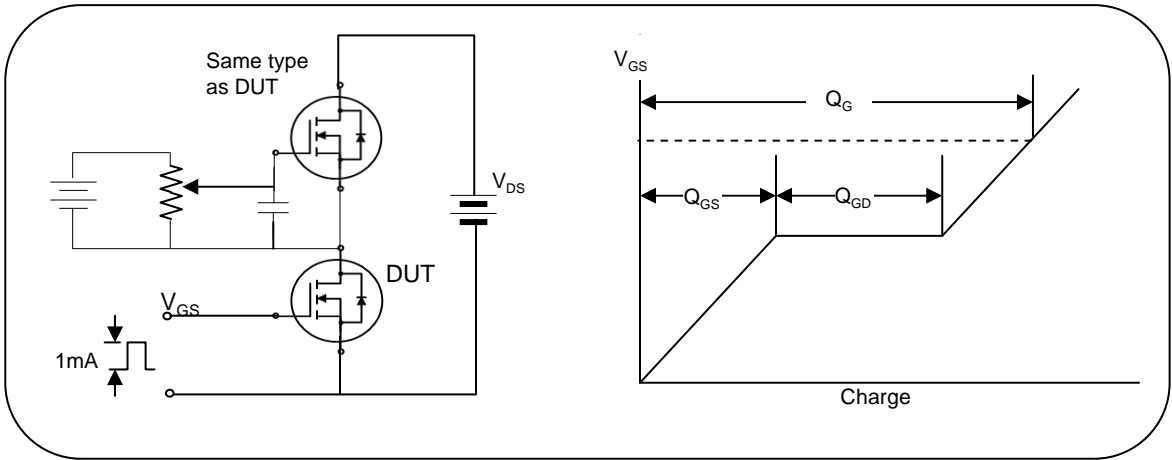 Same type
as DUT
V_DS
DUT
V_GS
1mA
V_GS
Q_G
Q_GS
Q_GD
Charge